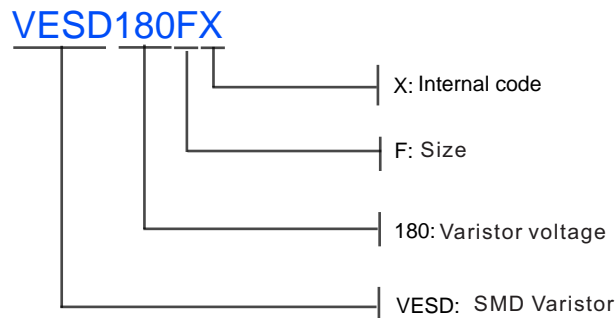 VESD180FX
X: Internal code
F: Size
180: Varistor voltage
VESD: SMD Varistor